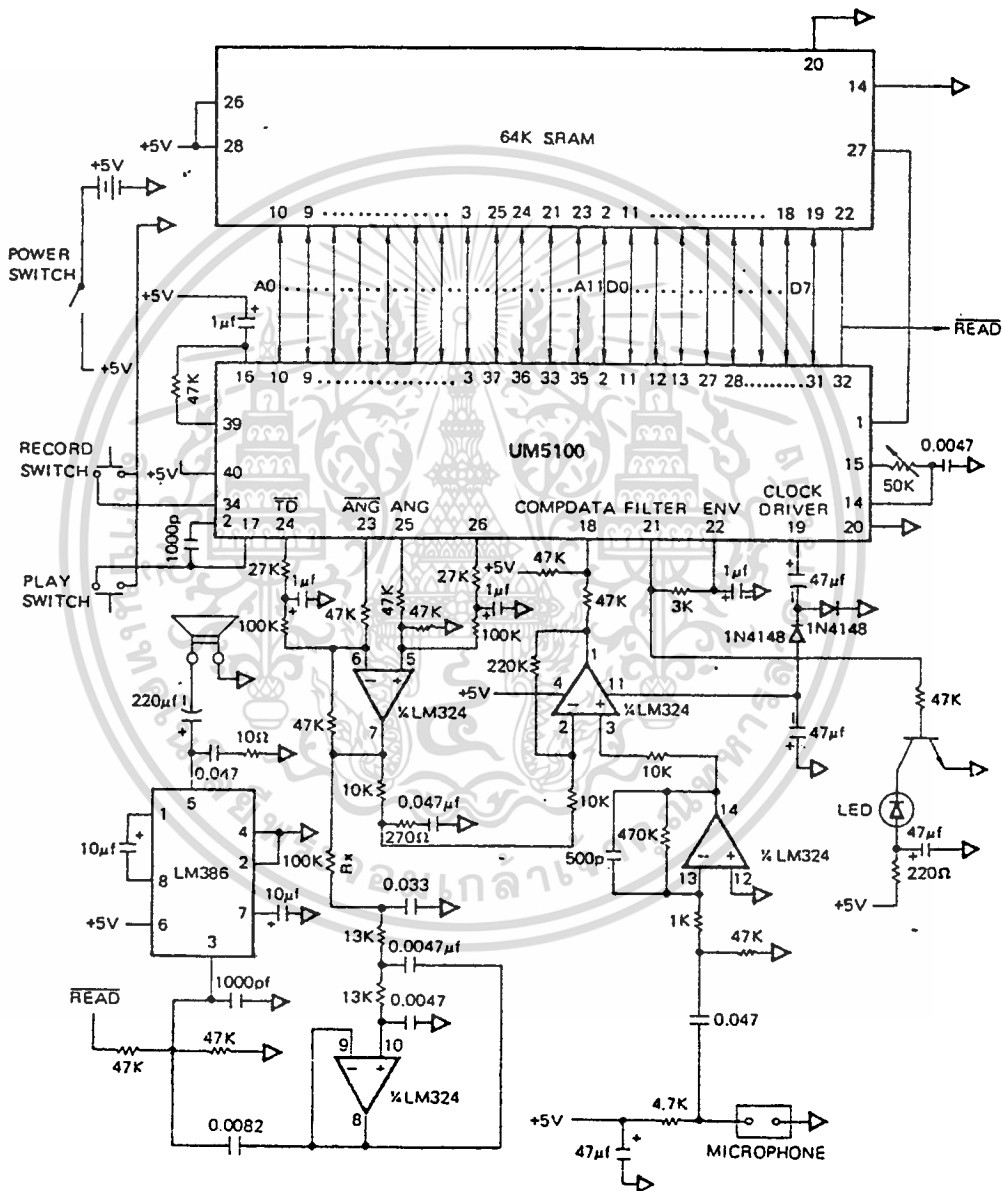 20
26
14
64K SRAM
+5V
28
27
+5V
10 9 .............. 3 25 24 21 23 2 11 .............. 18 19 22
POWER
SWITCH
A0 .............. A11 D0 .............. D7
+5V
1μf
READ
+5V
16 10 9 .............. 3 37 36 33 35 2 11 12 13 27 28 ......... 31 32
47K
39
1
UM5100
RECORD
SWITCH
+5V
40
15
50K
0.0047
34
14
2 17
TD
24
ANG ANG
23 25
26
COMPDATA FILTER ENV
18 21 22
CLOCK
DRIVER
19
20
1000p
PLAY
SWITCH
27K
1μf
47K
47K
47K
27K
1μf
+5V
47K
47K
3K
1μf
47μf
100K
100K
1N4148
1N4148
6
5
220K
1
4
11
+5V
¼LM324
220μf
47K
7
¼LM324
2
3
47K
47μf
10Ω
0.047
10K
10K
10K
0.047μf
270Ω
LED
5
1
4
10μf
100K
Rx
LM386
2
8
470K
500p
14
¼LM324
13
12
47μf
220Ω
+5V
7
10μf
0.033
+5V
6
3
13K
0.0047μf
1K
47K
1000pf
13K
0.0047
READ
0.047
47K
47K
9
10
¼LM324
8
0.0082
+5V
4.7K
47μf
MICROPHONE